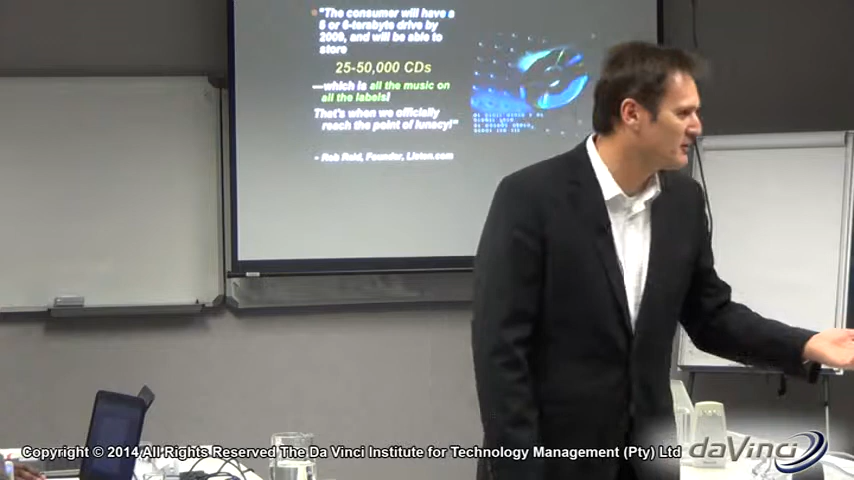 "The consumer will have a
5 or 6-terabyte drive by
2009, and will be able to
store
25-50,000 CDs
—which is all the music on
all the labels!
That's when we officially
reach the point of lunacy!"
- Rob Reid, Founder, Listen.com
Copyright © 2014 All Rights Reserved The Da Vinci Institute for Technology Management (Pty) Ltd
daVinci